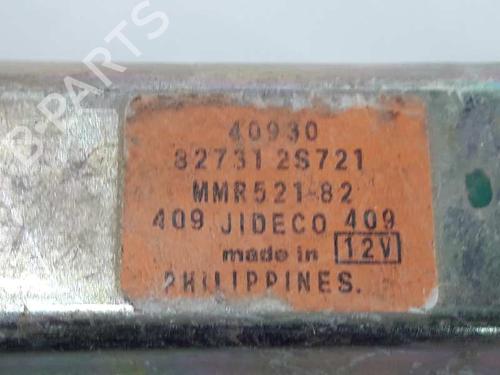 40930
82731 2S721
MMR521-82
409 JIDECO 409
made in 12V
PHILIPPINES.
B-PARTS